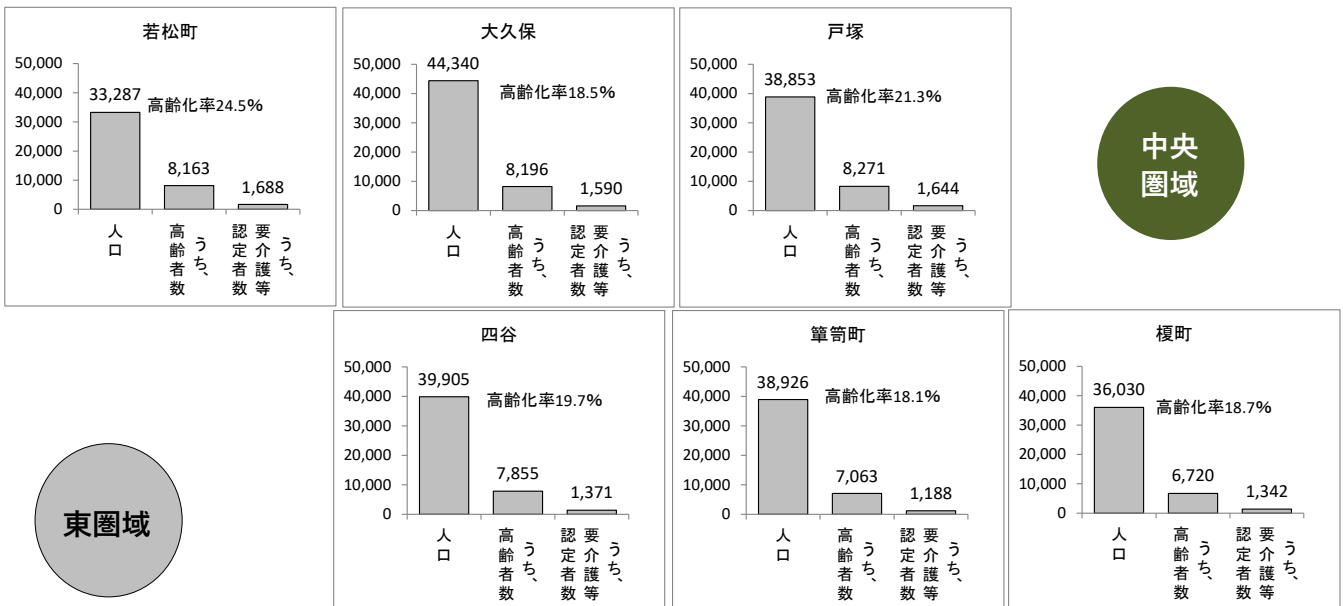 若松町
50,000
40,000
30,000
20,000
10,000
0
33,287
高齢化率24.5%
8,163
1,688
人口
うち、
高齢者数
うち、
要介護等
認定者数
大久保
50,000
40,000
30,000
20,000
10,000
0
44,340
高齢化率18.5%
8,196
1,590
人口
うち、
高齢者数
うち、
要介護等
認定者数
戸塚
50,000
40,000
30,000
20,000
10,000
0
38,853
高齢化率21.3%
8,271
1,644
人口
うち、
高齢者数
うち、
要介護等
認定者数
中央
圏域
東圏域
四谷
50,000
40,000
30,000
20,000
10,000
0
39,905
高齢化率19.7%
7,855
1,371
人口
うち、
高齢者数
うち、
要介護等
認定者数
簞笥町
50,000
40,000
30,000
20,000
10,000
0
38,926
高齢化率18.1%
7,063
1,188
人口
うち、
高齢者数
うち、
要介護等
認定者数
榎町
50,000
40,000
30,000
20,000
10,000
0
36,030
高齢化率18.7%
6,720
1,342
人口
うち、
高齢者数
うち、
要介護等
認定者数